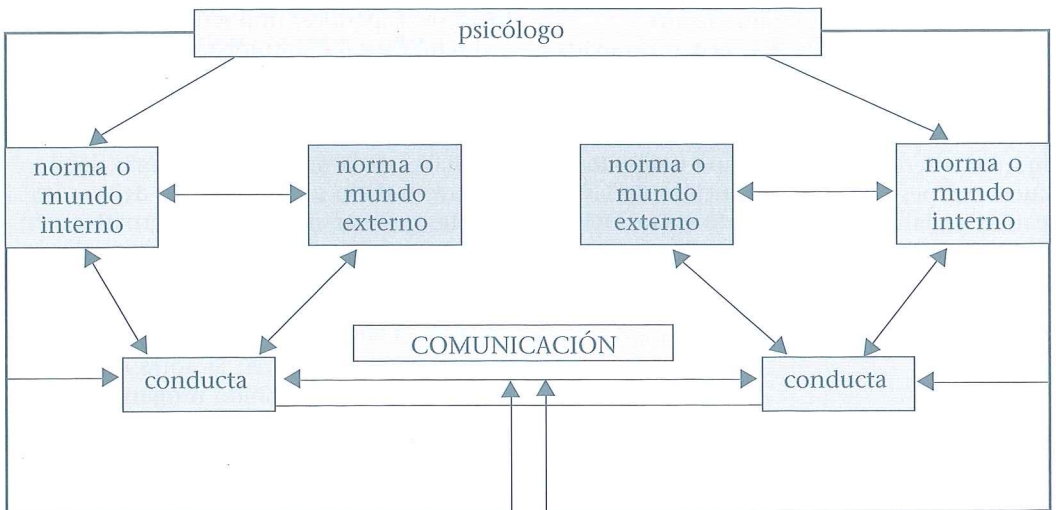 psicólogo
norma o
mundo
interno
norma o
mundo
externo
norma o
mundo
externo
norma o
mundo
interno
COMUNICACIÓN
conducta
conducta